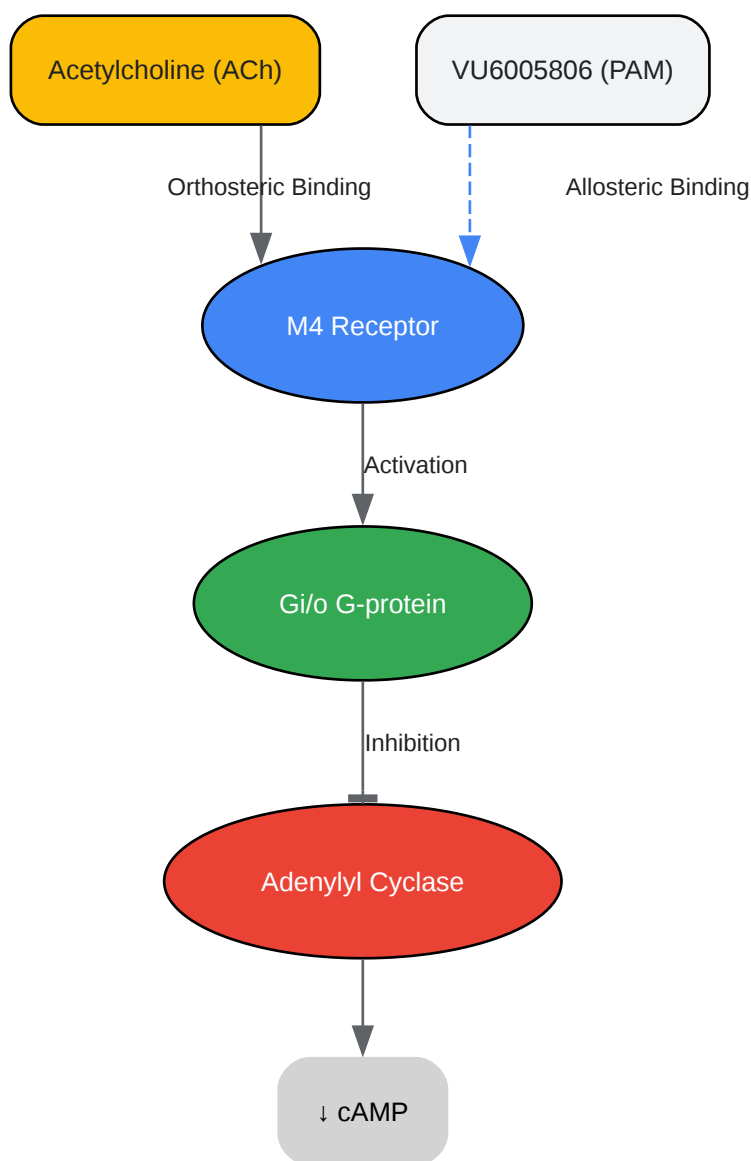 Acetylcholine (ACh)
VU6005806 (PAM)
Orthosteric Binding
Allosteric Binding
M4 Receptor
Activation
Gi/o G-protein
Inhibition
Adenylyl Cyclase
↓ cAMP